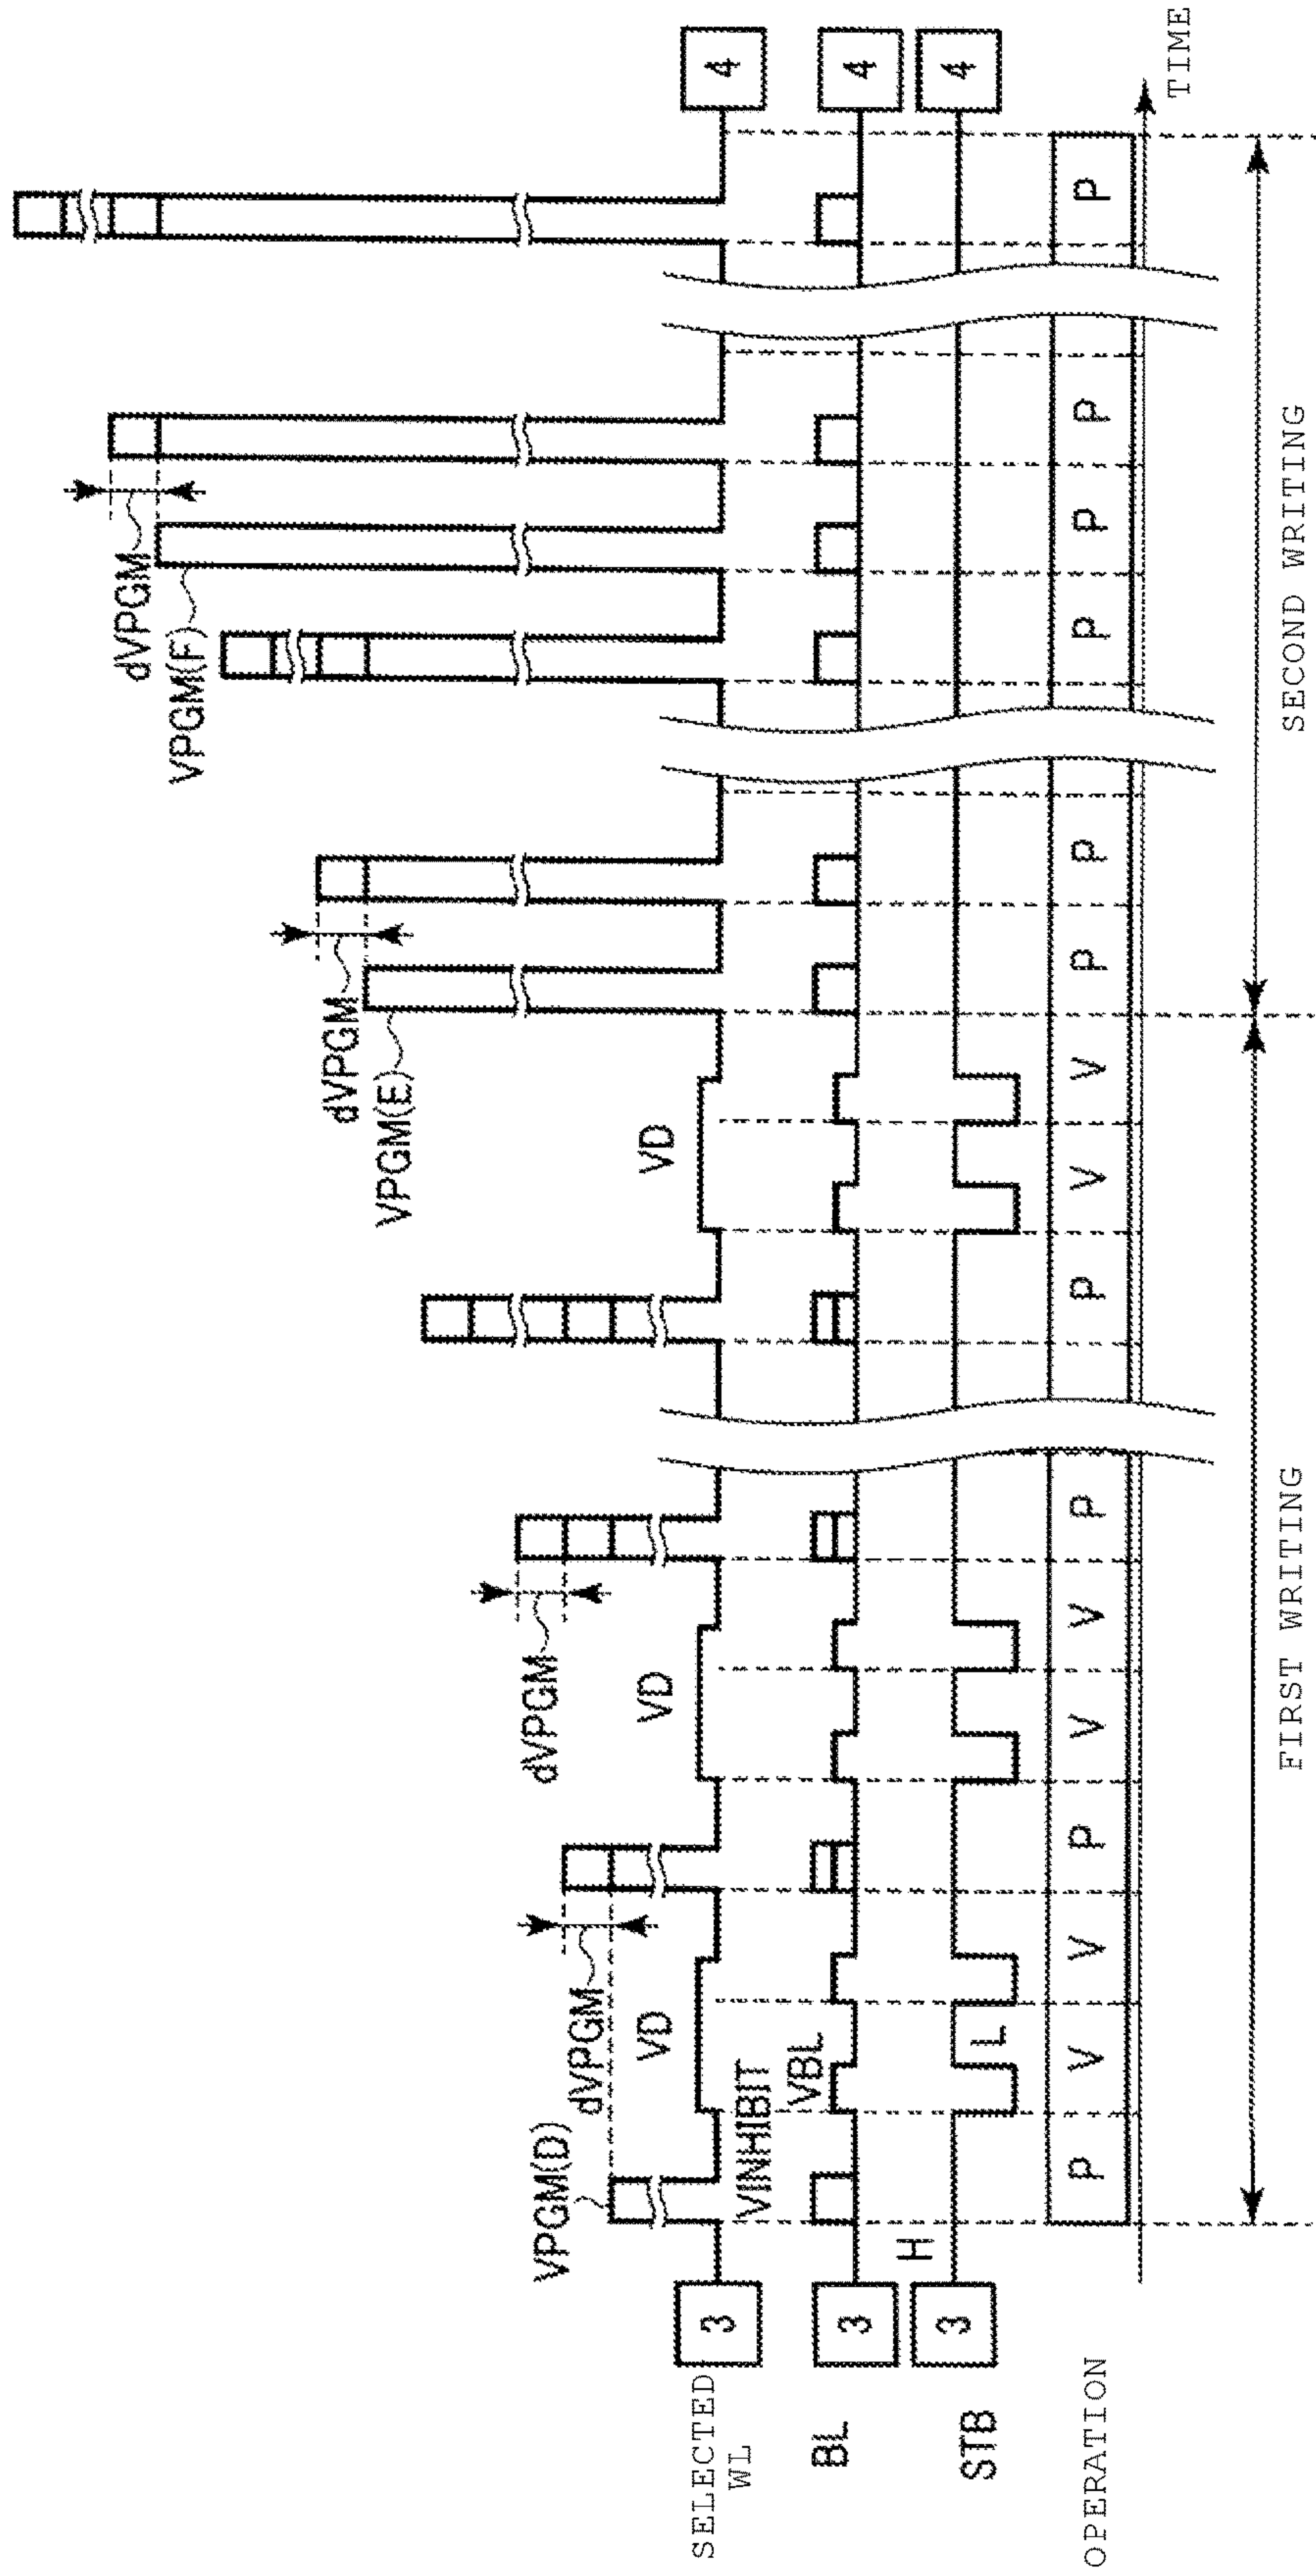 dVPGM
VPGM(F)
dVPGM
VPGM(E)
VPGM(D)) dVPGM
dVPGM
VD VD VD
SELECTED
WL 3 4
VINHIBIT
VBL
BL 3 4
H
STB 3 L 4
OPERATION P V V P V V P P V V P P P P P P
TIME
FIRST WRITING SECOND WRITING